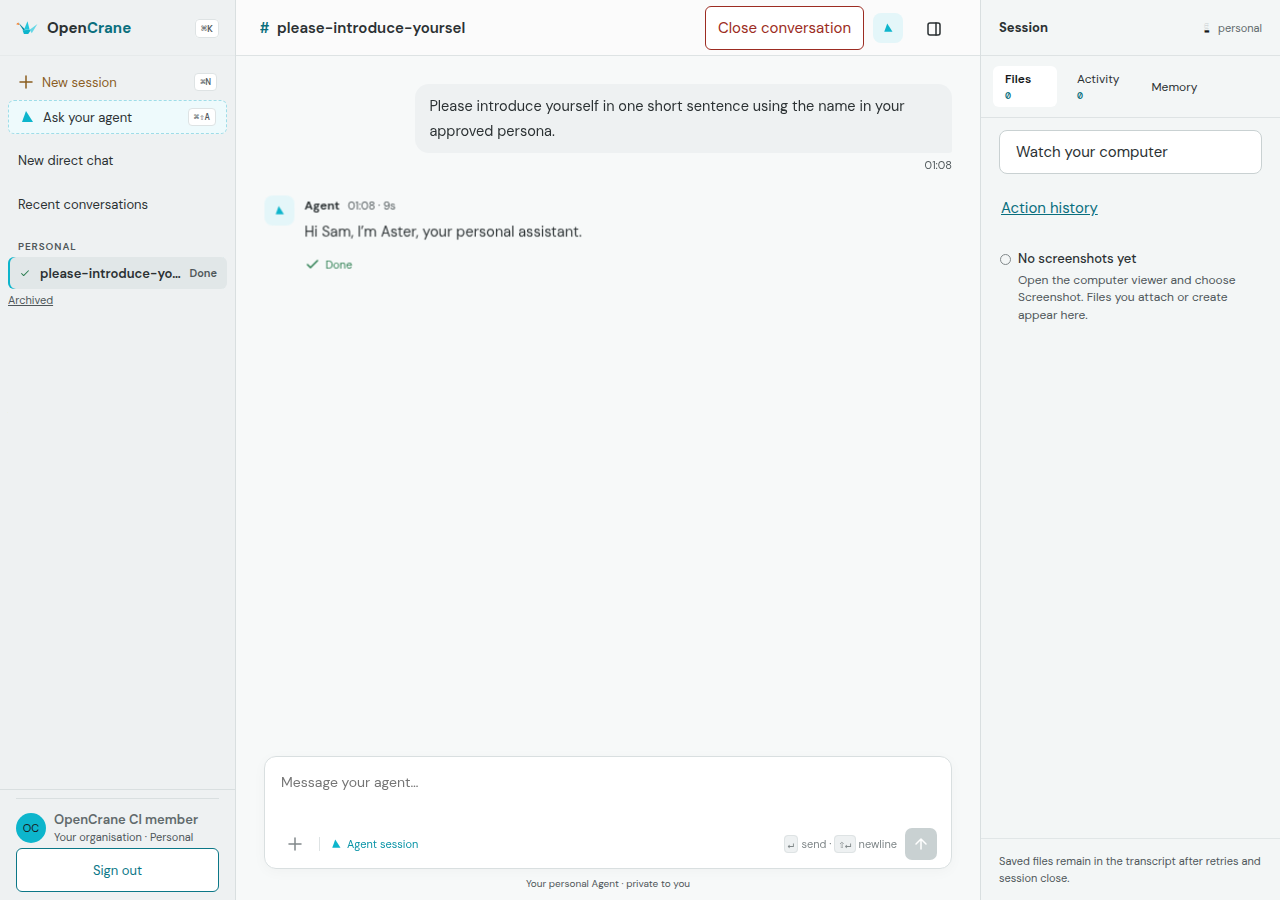 OpenCrane ⌘K
New session ⌘N
Ask your agent ⌘⇧A
New direct chat
Recent conversations
PERSONAL
please-introduce-yo... Done
Archived
OC
OpenCrane CI member
Your organisation · Personal
Sign out
# please-introduce-yoursel
Close conversation
Please introduce yourself in one short sentence using the name in your
approved persona.
01:08
Agent 01:08 · 9s
Hi Sam, I’m Aster, your personal assistant.
Done
Message your agent…
Agent session
↵ send · ⇧↵ newline
Your personal Agent · private to you
Session
personal
Files
0
Activity
0
Memory
Watch your computer
Action history
No screenshots yet
Open the computer viewer and choose
Screenshot. Files you attach or create
appear here.
Saved files remain in the transcript after retries and
session close.